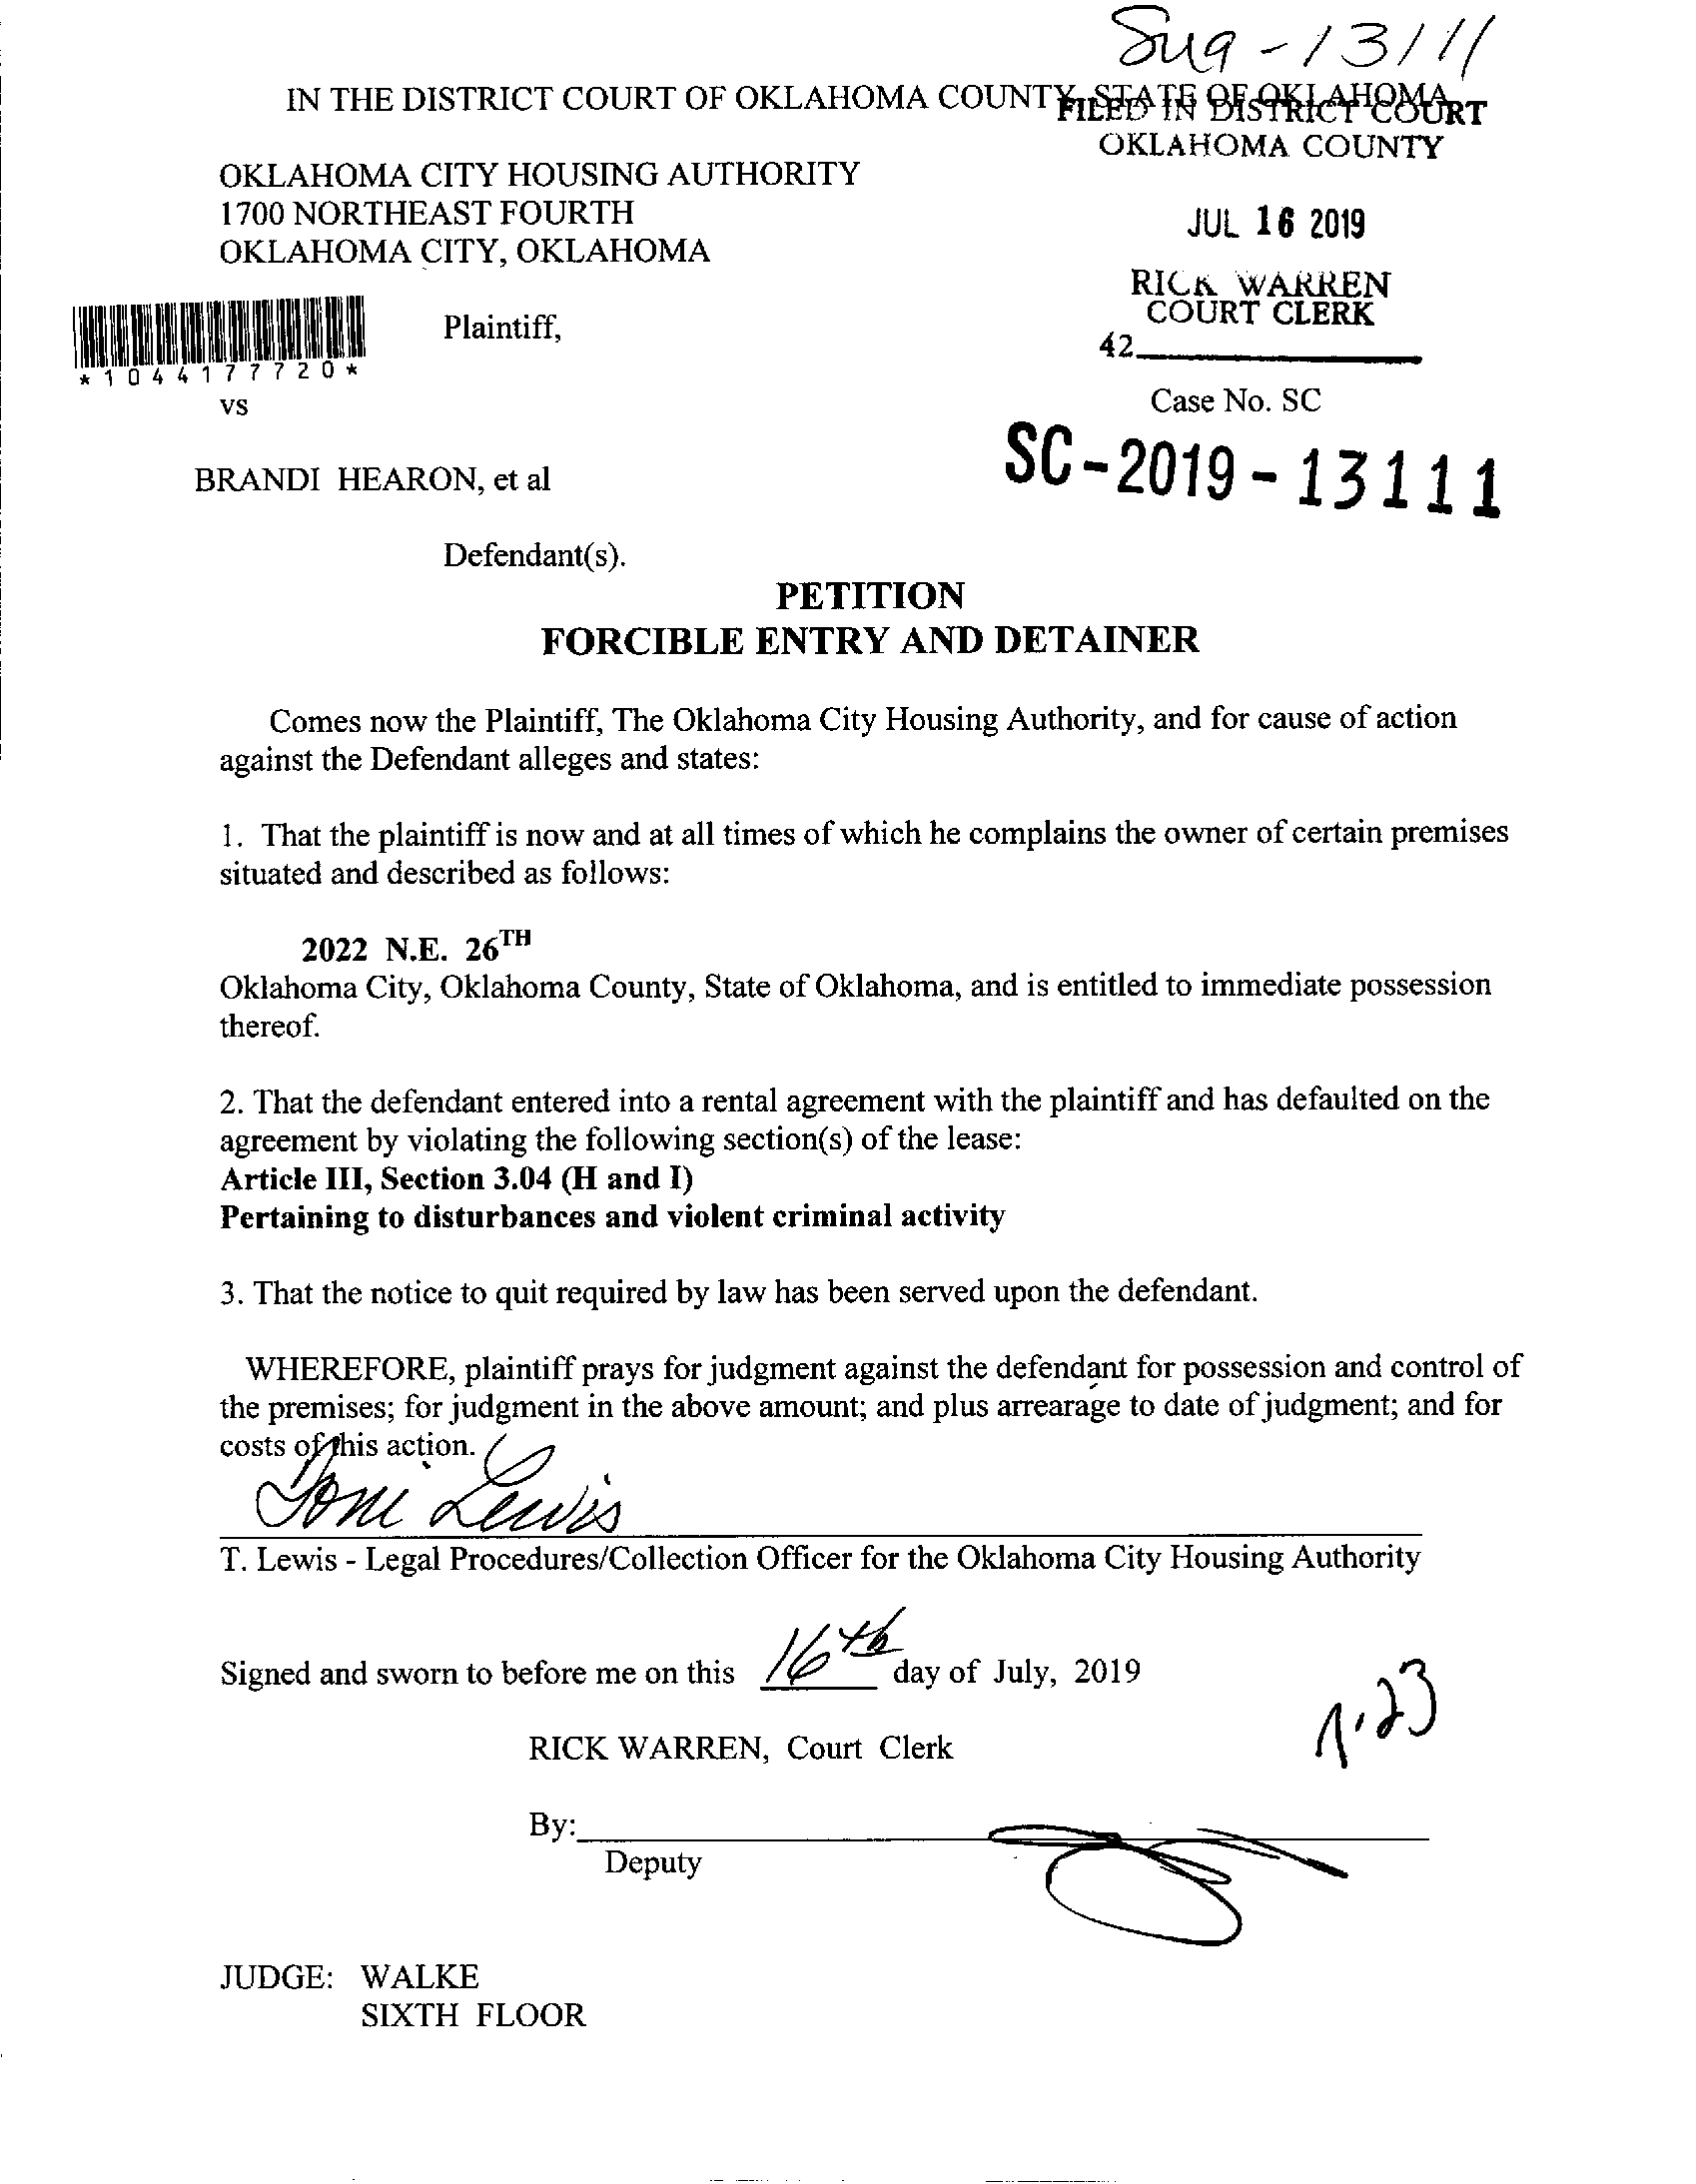 Sug-13111
IN THE DISTRICT COURT OF OKLAHOMA COUNTY, STATE OF OKLAHOMA
FILED IN DISTRICT COURT
OKLAHOMA COUNTY
OKLAHOMA CITY HOUSING AUTHORITY
1700 NORTHEAST FOURTH
OKLAHOMA CITY, OKLAHOMA
JUL 16 2019
RICK WARREN
COURT CLERK
42
Plaintiff,
*1044177720*
vs
Case No. SC
SC-2019-13111
BRANDI HEARON, et al
Defendant(s).
PETITION
FORCIBLE ENTRY AND DETAINER
Comes now the Plaintiff, The Oklahoma City Housing Authority, and for cause of action
against the Defendant alleges and states:
1. That the plaintiff is now and at all times of which he complains the owner of certain premises
situated and described as follows:
2022 N.E. 26TH
Oklahoma City, Oklahoma County, State of Oklahoma, and is entitled to immediate possession
thereof.
2. That the defendant entered into a rental agreement with the plaintiff and has defaulted on the
agreement by violating the following section(s) of the lease:
Article III, Section 3.04 (H and I)
Pertaining to disturbances and violent criminal activity
3. That the notice to quit required by law has been served upon the defendant.
WHEREFORE, plaintiff prays for judgment against the defendant for possession and control of
the premises; for judgment in the above amount; and plus arrearage to date of judgment; and for
costs of this action.
Toni Lewis
T. Lewis - Legal Procedures/Collection Officer for the Oklahoma City Housing Authority
Signed and sworn to before me on this 16th day of July, 2019
RICK WARREN, Court Clerk
By:
Deputy
JUDGE: WALKE
SIXTH FLOOR